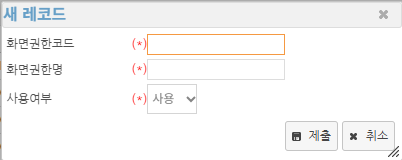 새 레코드
화면권한코드 (*)
화면권한명 (*)
사용여부 (*) 사용
제출 취소